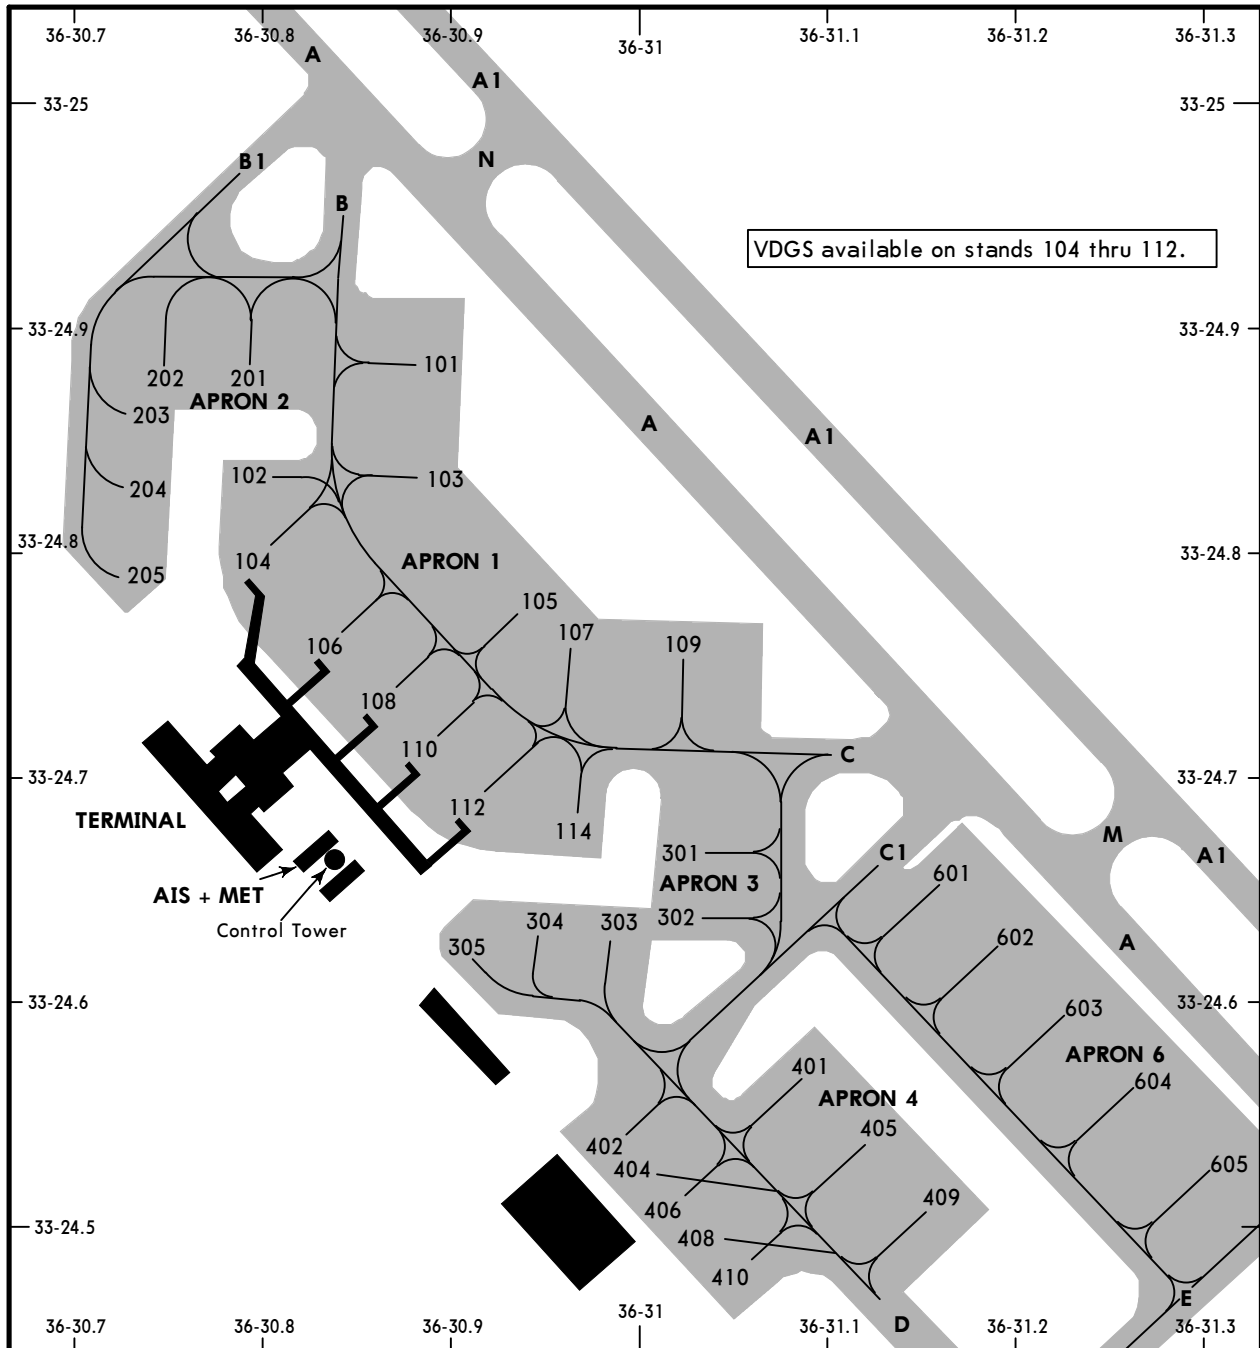 36-30.7
36-30.8
36-30.9
36-31
36-31.1
36-31.2
36-31.3
A
A1
33-25
33-25
B1
N
B
VDGS available on stands 104 thru 112.
33-24.9
33-24.9
101
202
201
APRON 2
203
A
A1
102
103
204
33-24.8
33-24.8
104
APRON 1
205
105
107
109
106
108
110
C
33-24.7
33-24.7
112
TERMINAL
114
M
301
C1
A1
601
APRON 3
AIS + MET
302
304
303
Control Tower
305
602
A
33-24.6
33-24.6
603
APRON 6
401
604
APRON 4
405
402
404
605
406
409
33-24.5
408
410
E
D
36-30.7
36-30.8
36-30.9
36-31
36-31.1
36-31.2
36-31.3